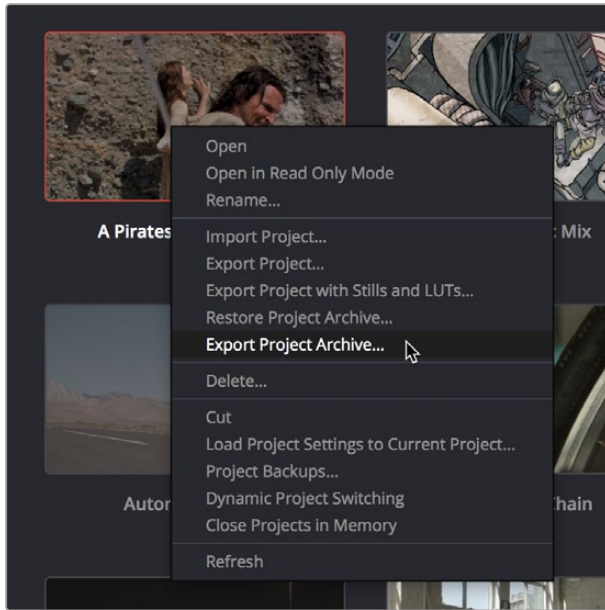 Open
Open in Read Only Mode
Rename...
A Pirates
: Mix
Import Project...
Export Project...
Export Project with Stills and LUTs...
Restore Project Archive...
Export Project Archive...
Delete...
Cut
Load Project Settings to Current Project...
Project Backups...
Autor
Chain
Dynamic Project Switching
Close Projects in Memory
Refresh